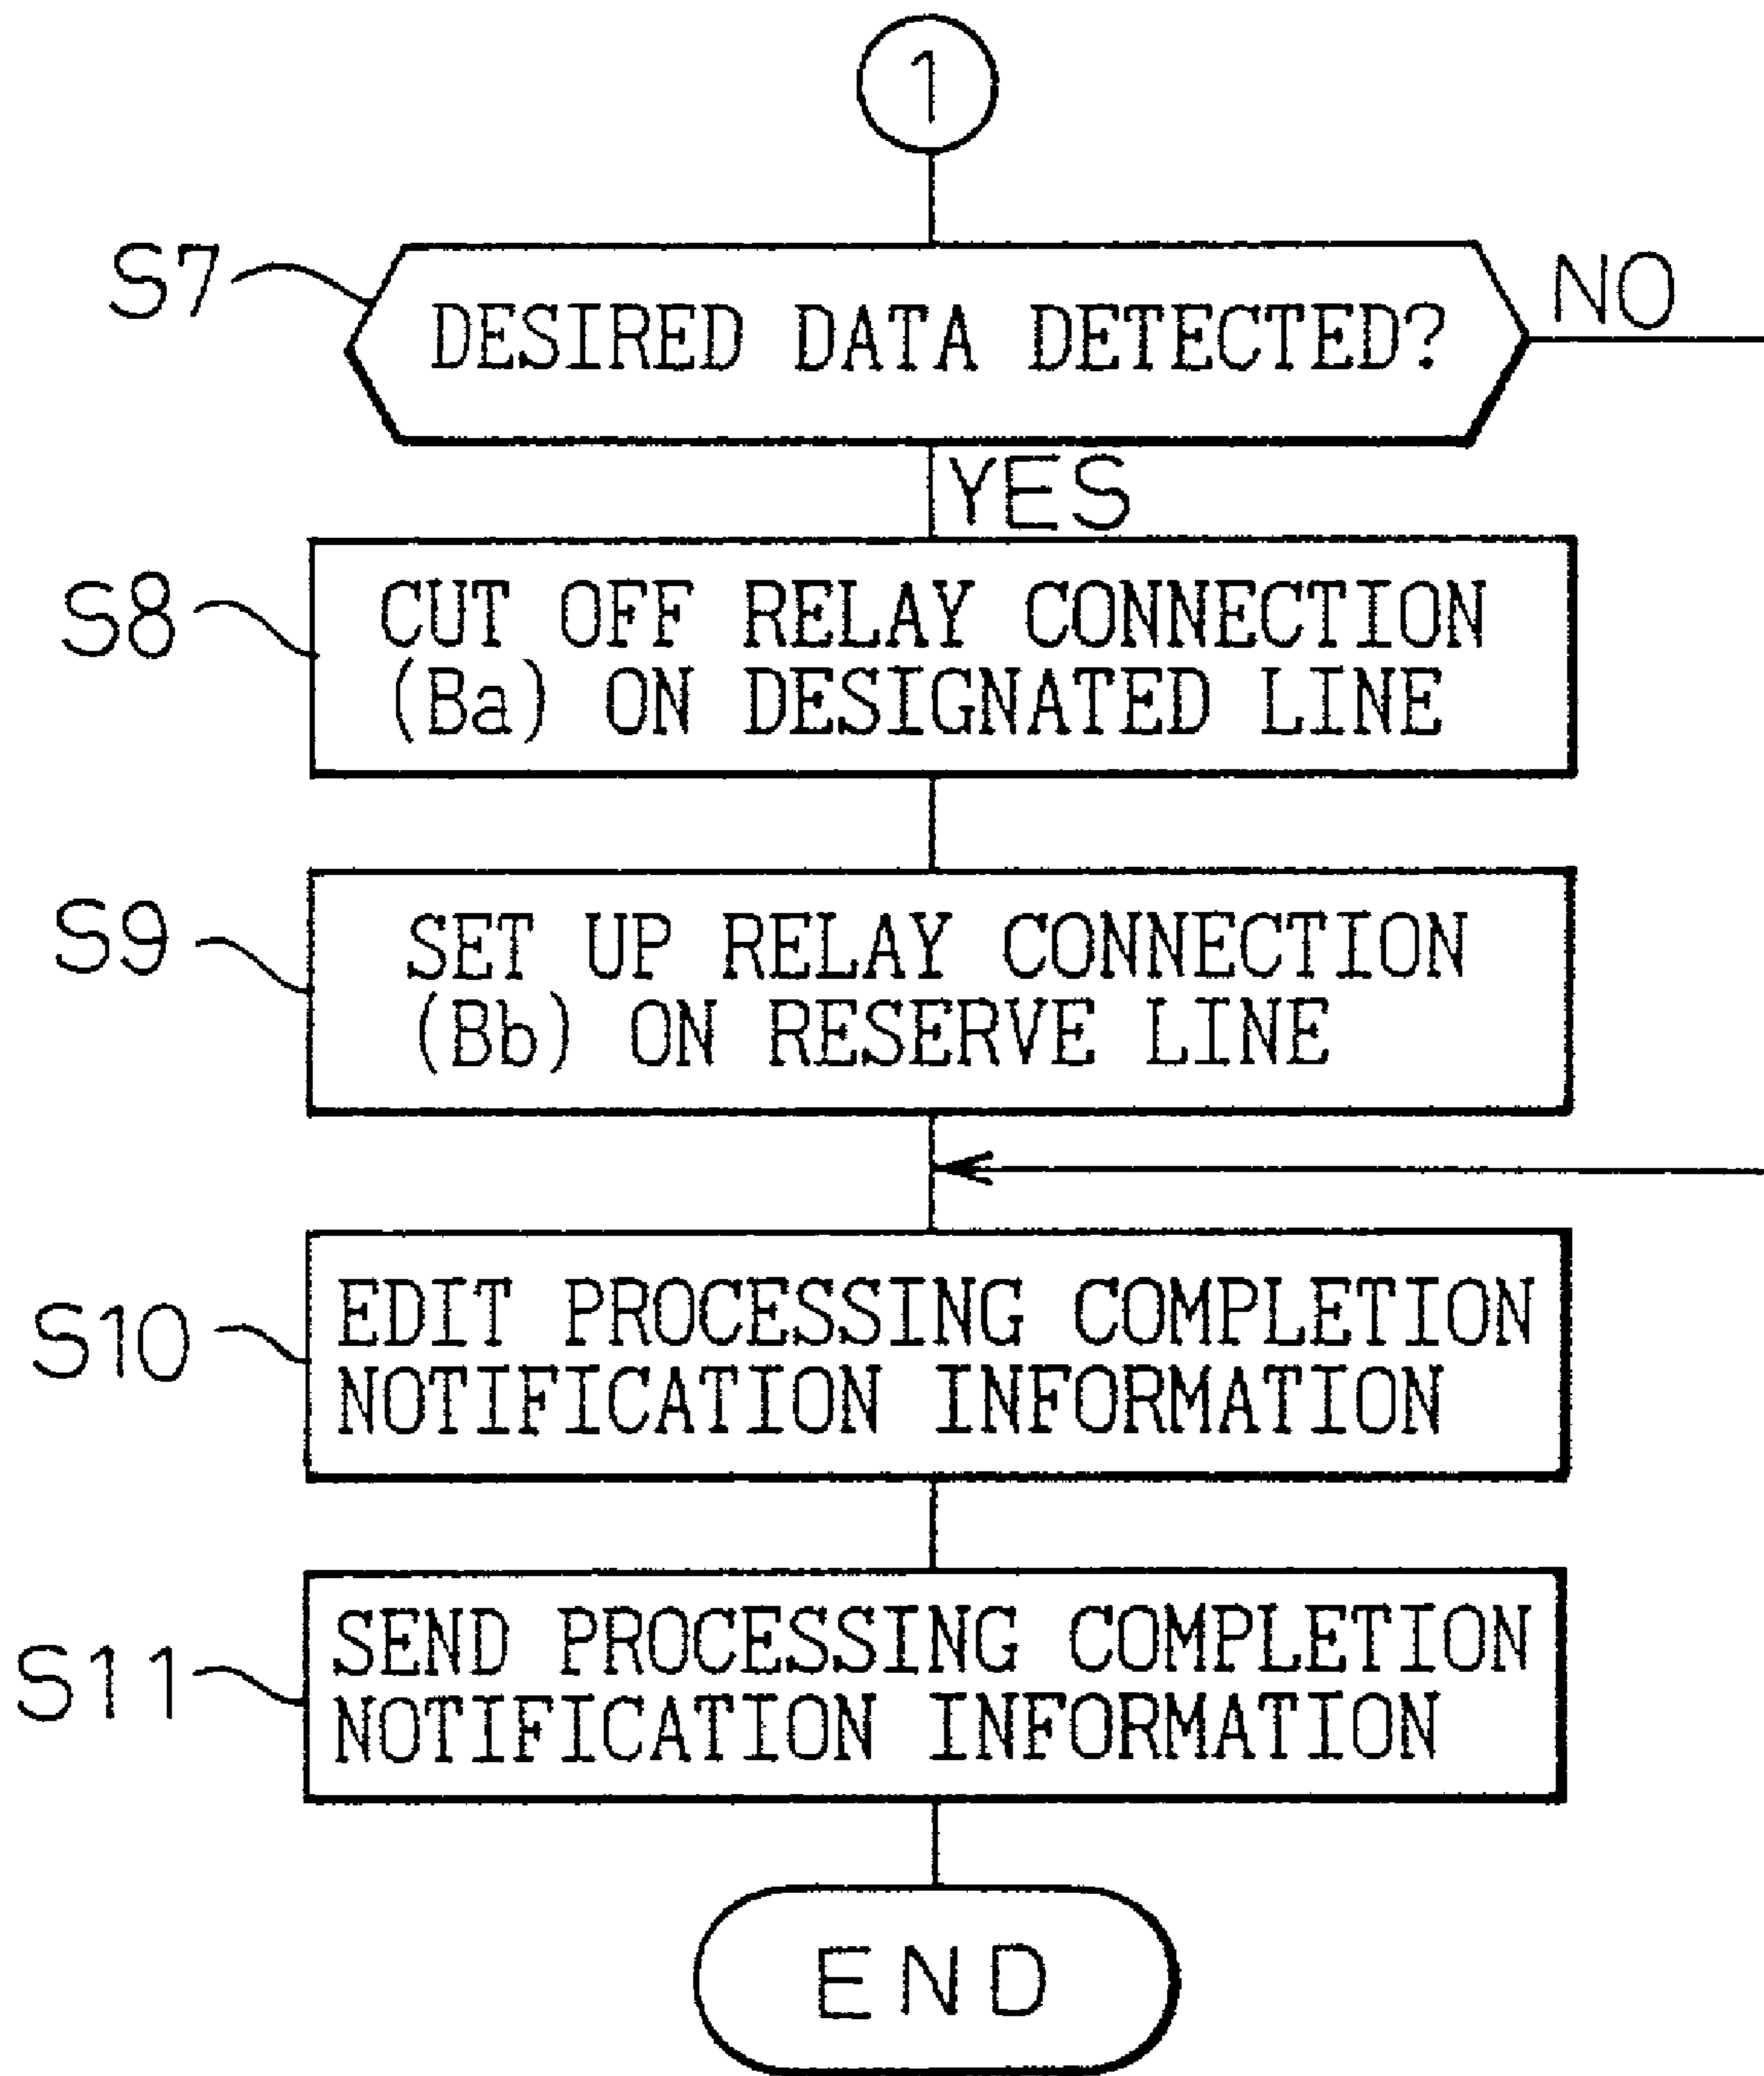 1
S7
DESIRED DATA DETECTED?
NO
YES
S8
CUT OFF RELAY CONNECTION
(Ba) ON DESIGNATED LINE
S9
SET UP RELAY CONNECTION
(Bb) ON RESERVE LINE
S10
EDIT PROCESSING COMPLETION
NOTIFICATION INFORMATION
S11
SEND PROCESSING COMPLETION
NOTIFICATION INFORMATION
END